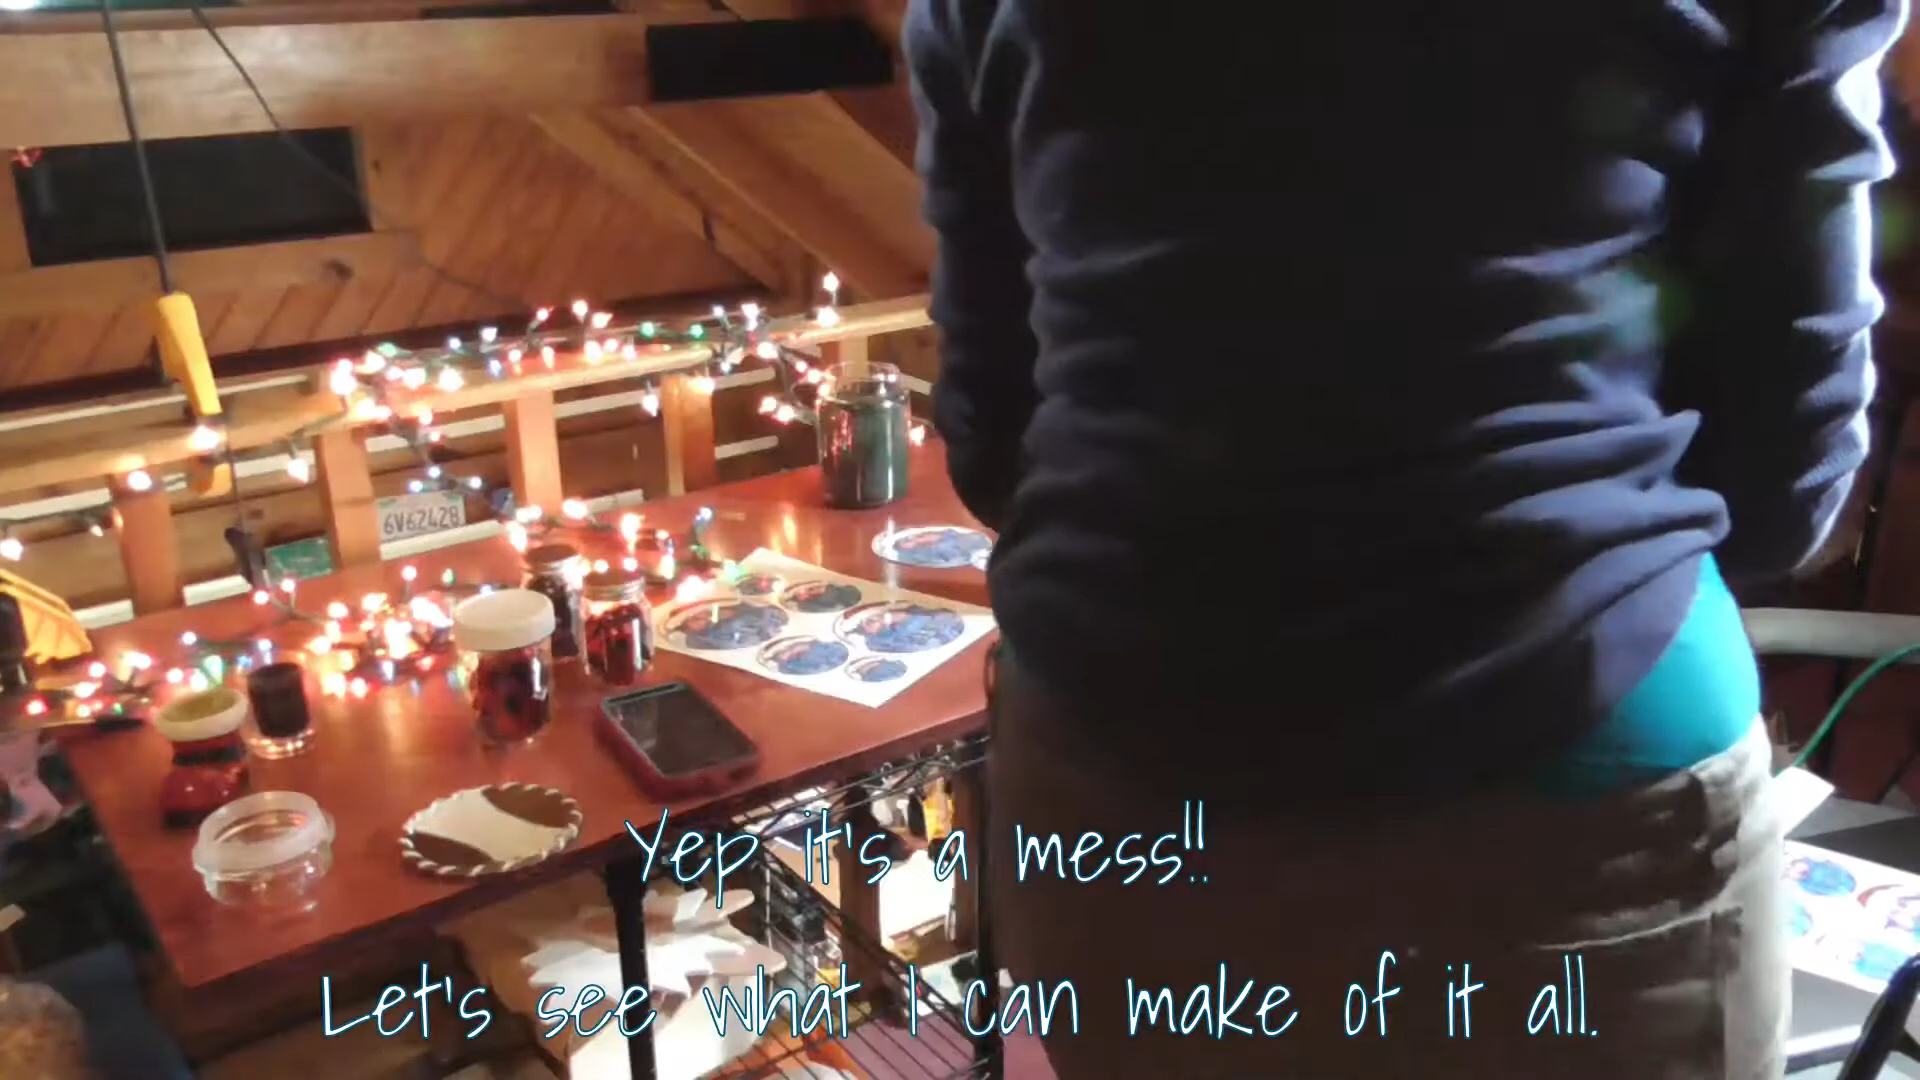 6V62428
Yep it's a mess!!
Let's see what I can make of it all.